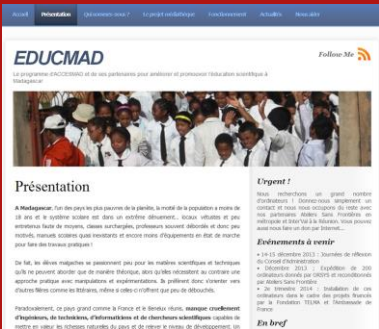 Accueil Présentation Qui sommes-nous? Le projet médiathèque Fonctionnement Actualités Nous aider
EDUCMAD
Follow Me
Le programme d'ACCESMAD et de ses partenaires pour améliorer et promouvoir l'éducation scientifique à
Madagascar
Présentation
A Madagascar, l'un des pays les plus pauvres de la planète, la moitié de la population a moins de
18 ans et le système scolaire est dans un extrême dénuement... locaux vétustes et peu
entretenus faute de moyens, classes surchargées, professeurs souvent débordés et donc peu
motivés, manuels scolaires quasi inexistants et encore moins d'équipements en état de marche
pour faire des travaux pratiques !
De fait, les élèves malgaches se passionnent peu pour les matières scientifiques et techniques
qu'ils ne peuvent aborder que de manière théorique, alors qu'elles nécessitent au contraire une
approche pratique avec manipulations et expérimentations. Ils préfèrent donc s'orienter vers
d'autres filières comme les littéraires, même si celles-ci n'offrent que peu de débouchés.
Paradoxalement, ce pays grand comme la France et le Benelux réunis, manque cruellement
d'ingénieurs, de techniciens, d'informaticiens et de chercheurs scientifiques capables de
mettre en valeur les richesses naturelles du pays et de relever le niveau de développement. Un
Urgent !
Nous recherchons un grand nombre
d'ordinateurs ! Donnez-nous simplement un
contact et nous nous occupons du reste avec
nos partenaires Ateliers Sans Frontières en
métropole et Inter'Val à la Réunion. Vous pouvez
aussi nous faire un don par Internet...
Evénements à venir
• 14-15 décembre 2013 : Journées de réflexion
du Conseil d'Administration
• Décembre 2013 : Expédition de 200
ordinateurs donnés par et reconditionnés
par Ateliers Sans Frontières
• 2e trimestre 2014 : Installation de ces
ordinateurs dans le cadre des projets financés
par la Fondation TELMA et l'Ambassade de
France
En bref